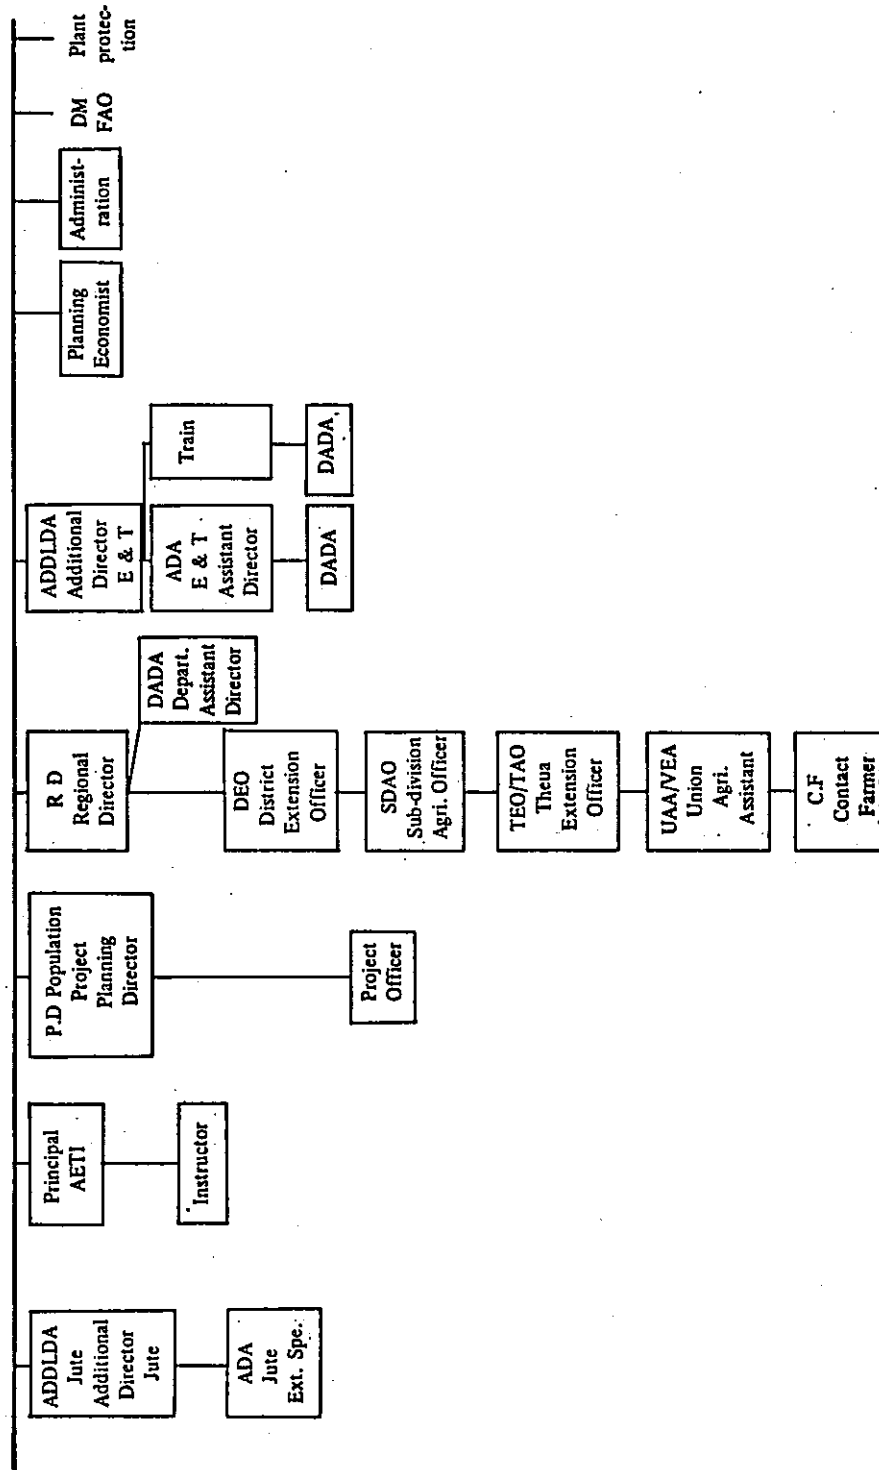 ADDLDA
Jute
Additional
Director
Jute
ADA
Jute
Ext. Spe.
Principal
AETI
Instructor
P.D Population
Project
Planning
Director
Project
Officer
R D
Regional
Director
DADA
Depart.
Assistant
Director
DEO
District
Extension
Officer
SDAO
Sub-division
Agri. Officer
TEO/TAO
Theua
Extension
Officer
UAA/VEA
Union
Agri.
Assistant
C.F
Contact
Farmer
ADDLDA
Additional
Director
E & T
ADA
E & T
Assistant
Director
DADA
Train
DADA
Planning
Economist
Administ-
ration
DM
FAO
Plant
protec-
tion